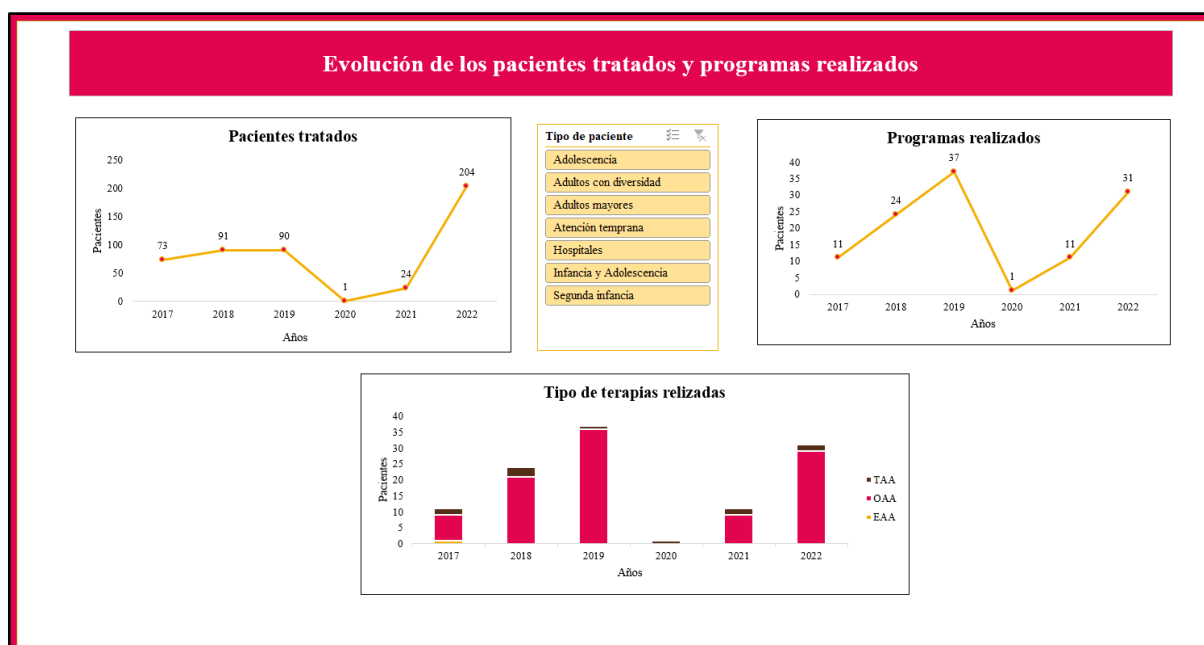 Evolución de los pacientes tratados y programas realizados
Pacientes tratados
250
200
150
100
50
0
Pacientes
73
91
90
1
24
204
2017 2018 2019 2020 2021 2022
Años
Tipo de paciente
Adolescencia
Adultos con diversidad
Adultos mayores
Atención temprana
Hospitales
Infancia y Adolescencia
Segunda infancia
Programas realizados
40
35
30
25
20
15
10
5
0
Pacientes
11
24
37
1
11
31
2017 2018 2019 2020 2021 2022
Años
Tipo de terapias relizadas
40
35
30
25
20
15
10
5
0
Pacientes
2017 2018 2019 2020 2021 2022
Años
TAA
OAA
EAA